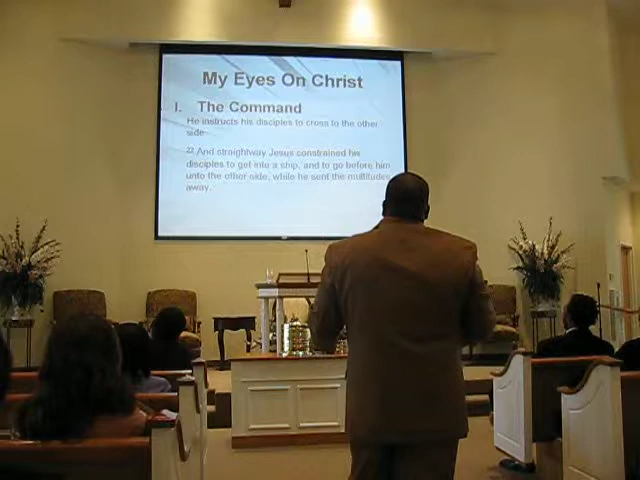 My Eyes On Christ
I. The Command
He instructs his disciples to cross to the other
side
22 And straightway Jesus constrained his
disciples to get into a ship, and to go before him
unto the other side, while he sent the multitudes
away.